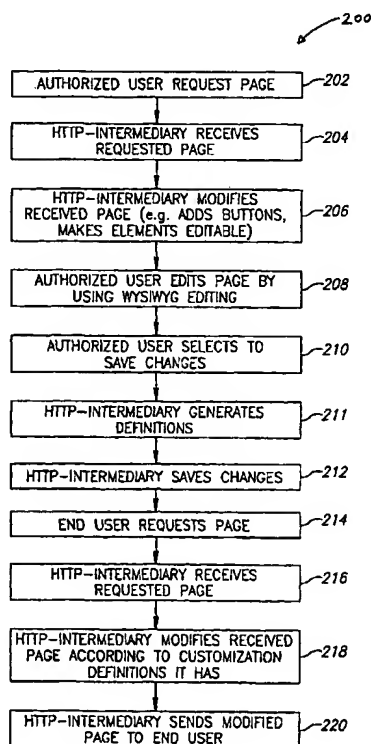 200
AUTHORIZED USER REQUEST PAGE
202
HTTP-INTERMEDIARY RECEIVES
REQUESTED PAGE
204
HTTP-INTERMEDIARY MODIFIES
RECEIVED PAGE (e.g. ADDS BUTTONS,
MAKES ELEMENTS EDITABLE)
206
AUTHORIZED USER EDITS PAGE BY
USING WYSIWYG EDITING
208
AUTHORIZED USER SELECTS TO
SAVE CHANGES
210
HTTP-INTERMEDIARY GENERATES
DEFINITIONS
211
HTTP-INTERMEDIARY SAVES CHANGES
212
END USER REQUESTS PAGE
214
HTTP-INTERMEDIARY RECEIVES
REQUESTED PAGE
216
HTTP-INTERMEDIARY MODIFIES RECEIVED
PAGE ACCORDING TO CUSTOMIZATION
DEFINITIONS IT HAS
218
HTTP-INTERMEDIARY SENDS MODIFIED
PAGE TO END USER
220